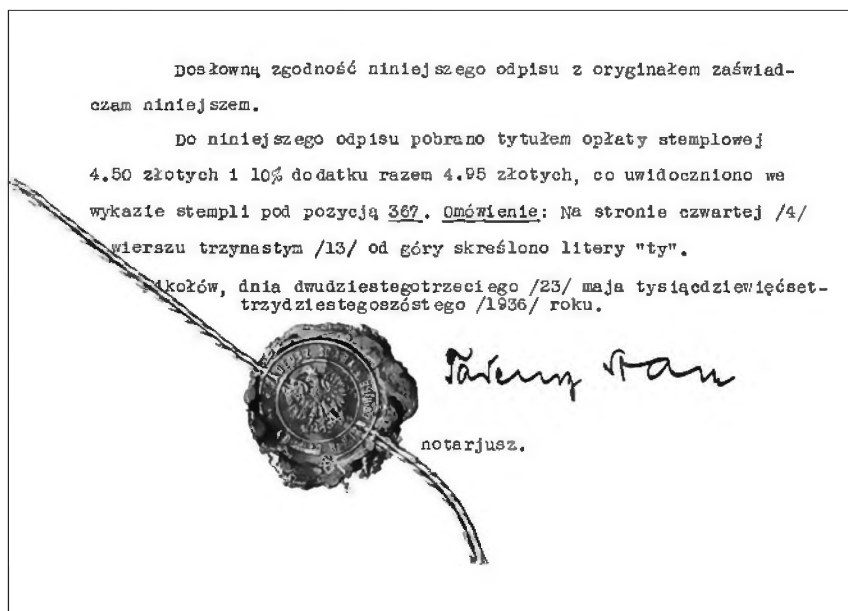 Dosłowną zgodność niniejszego odpisu z oryginałem zaświad-
czam niniejszem.
Do niniejszego odpisu pobrano tytułem opłaty stemplowej
4.50 złotych i 10% dodatku razem 4.95 złotych, co uwidoczniono we
wykazie stempli pod pozycją 367. Omówienie: Na stronie czwartej /4/
wierszu trzynastym /13/ od góry skreślono litery "ty".
ikołów, dnia dwudziestegotrzeciego /23/ maja tysiącdziewięćset-
trzydziestegoszóstego /1936/ roku.
notarjusz.